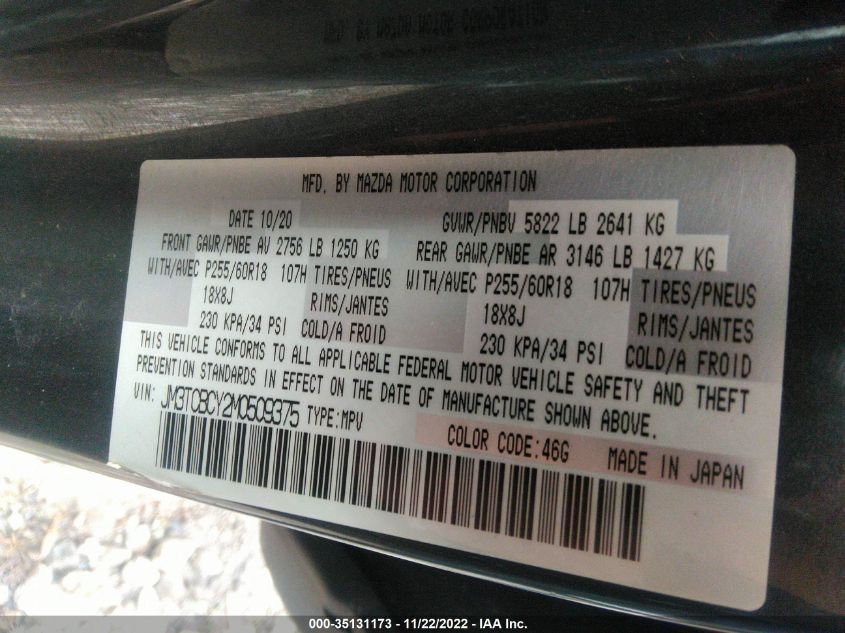 MFD. BY MAZDA MOTOR CORPORATION
DATE 10/20 GVWR/PNBV 5822 LB 2641 KG
FRONT GAWR/PNBE AV 2756 LB 1250 KG REAR GAWR/PNBE AR 3146 LB 1427 KG
WITH/AVEC P255/60R18 107H TIRES/PNEUS WITH/AVEC P255/60R18 107H TIRES/PNEUS
18X8J RIMS/JANTES 18X8J RIMS/JANTES
230 KPA/34 PSI COLD/A FROID 230 KPA/34 PSI COLD/A FROID
THIS VEHICLE CONFORMS TO ALL APPLICABLE FEDERAL MOTOR VEHICLE SAFETY AND THEFT
PREVENTION STANDARDS IN EFFECT ON THE DATE OF MANUFACTURE SHOWN ABOVE.
VIN: JM3TCBCY2M0509375 TYPE:MPV
COLOR CODE:46G MADE IN JAPAN
000-35131173 - 11/22/2022 - IAA Inc.